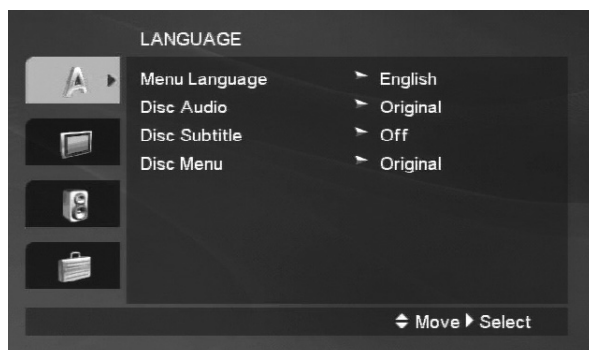 LANGUAGE
A
Menu Language English
Disc Audio Original
Disc Subtitle Off
Disc Menu Original
Move Select